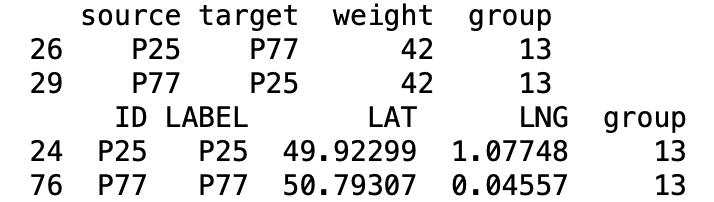 source target weight group
26 P25 P77 42 13
29 P77 P25 42 13
ID LABEL LAT LNG group
24 P25 P25 49.92299 1.07748 13
76 P77 P77 50.79307 0.04557 13